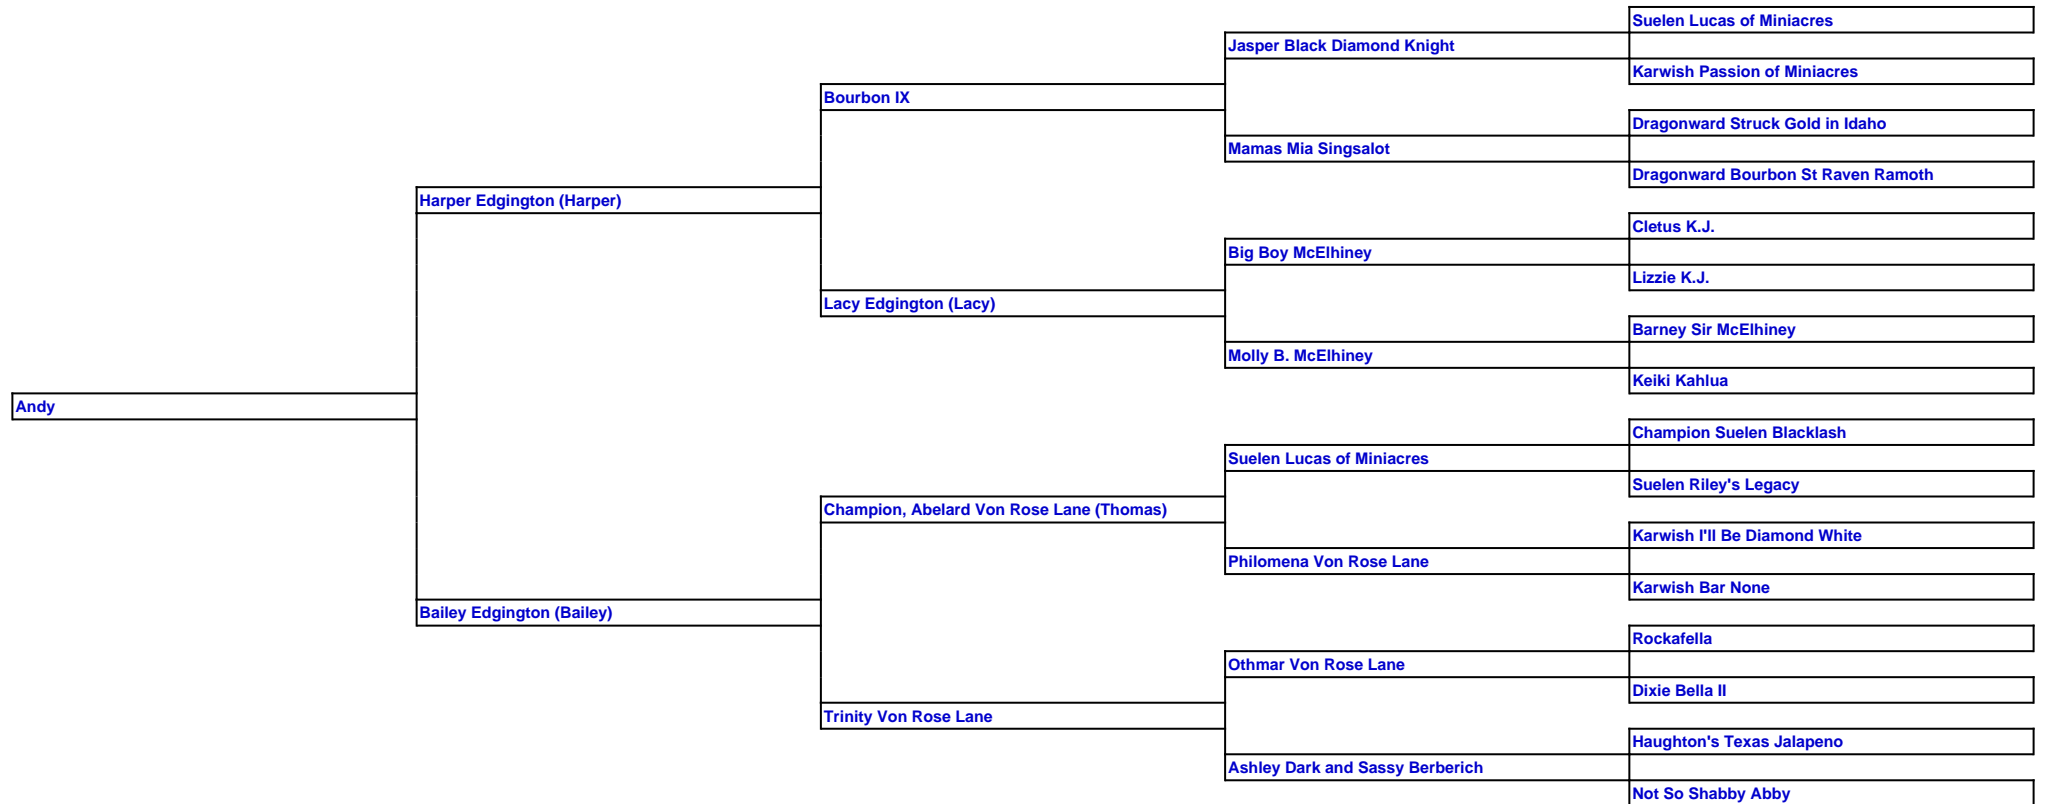 Suelen Lucas of Miniacres
Jasper Black Diamond Knight
Karwish Passion of Miniacres
Bourbon IX
Dragonward Struck Gold in Idaho
Mamas Mia Singsalot
Dragonward Bourbon St Raven Ramoth
Harper Edgington (Harper)
Cletus K.J.
Big Boy McElhiney
Lizzie K.J.
Lacy Edgington (Lacy)
Barney Sir McElhiney
Molly B. McElhiney
Keiki Kahlua
Andy
Champion Suelen Blacklash
Suelen Lucas of Miniacres
Suelen Riley's Legacy
Champion, Abelard Von Rose Lane (Thomas)
Karwish I'll Be Diamond White
Philomena Von Rose Lane
Karwish Bar None
Bailey Edgington (Bailey)
Rockafella
Othmar Von Rose Lane
Dixie Bella II
Trinity Von Rose Lane
Haughton's Texas Jalapeno
Ashley Dark and Sassy Berberich
Not So Shabby Abby